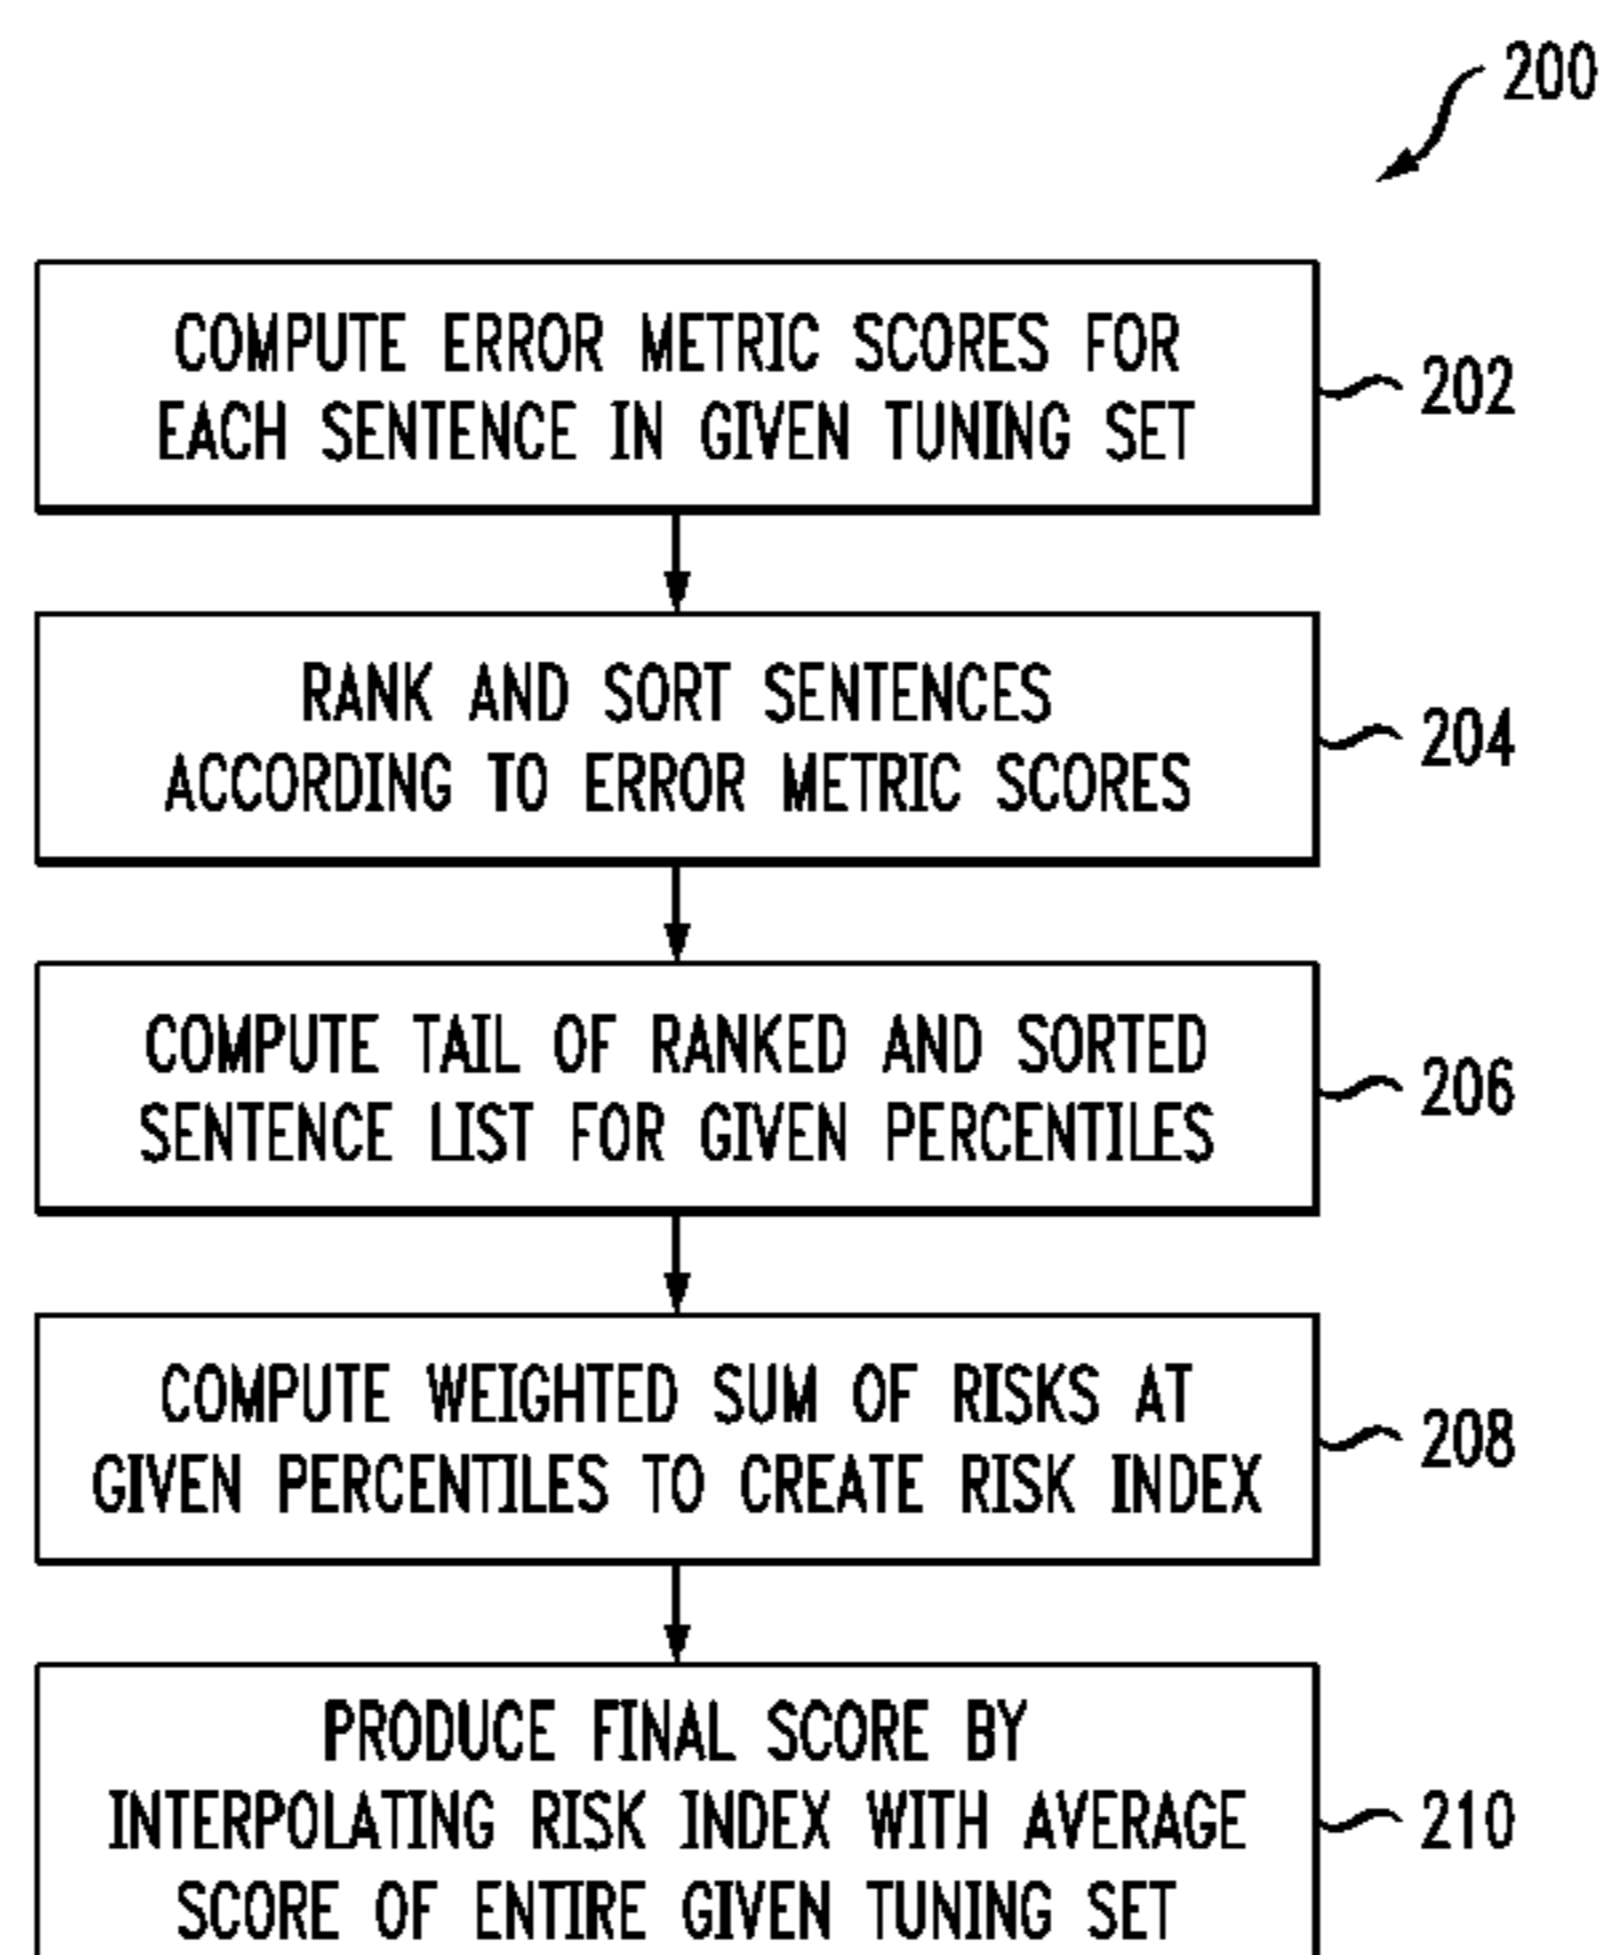 200
COMPUTE ERROR METRIC SCORES FOR
EACH SENTENCE IN GIVEN TUNING SET
202
RANK AND SORT SENTENCES
ACCORDING TO ERROR METRIC SCORES
204
COMPUTE TAIL OF RANKED AND SORTED
SENTENCE LIST FOR GIVEN PERCENTILES
206
COMPUTE WEIGHTED SUM OF RISKS AT
GIVEN PERCENTILES TO CREATE RISK INDEX
208
PRODUCE FINAL SCORE BY
INTERPOLATING RISK INDEX WITH AVERAGE
SCORE OF ENTIRE GIVEN TUNING SET
210